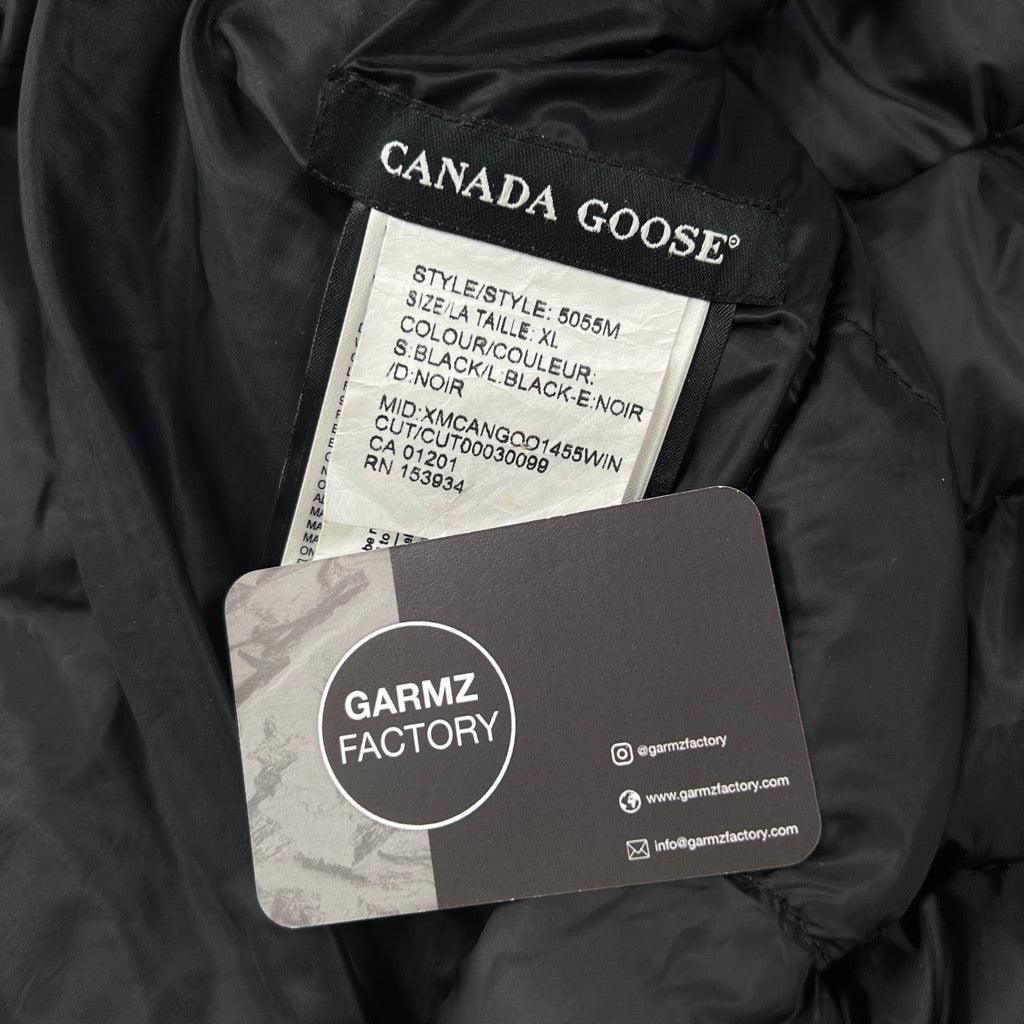 CANADA GOOSE®
STYLE/STYLE: 5055M
SIZE/LA TAILLE: XL
COLOUR/COULEUR:
S:BLACK/L:BLACK-E:NOIR
/D:NOIR
MID:XMCANGOO1455WIN
CUT/CUT00030099
CA 01201
RN 153934
GARMZ
FACTORY
@garmzfactory
www.garmzfactory.com
info@garmzfactory.com